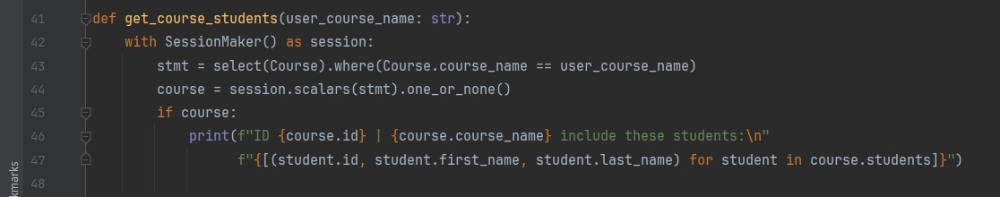 41 def get_course_students(user_course_name: str):
42     with SessionMaker() as session:
43         stmt = select(Course).where(Course.course_name == user_course_name)
44         course = session.scalars(stmt).one_or_none()
45         if course:
46             print(f"ID {course.id} | {course.course_name} include these students:\n"
47                   f"{[(student.id, student.first_name, student.last_name) for student in course.students]}")
48
kmarks